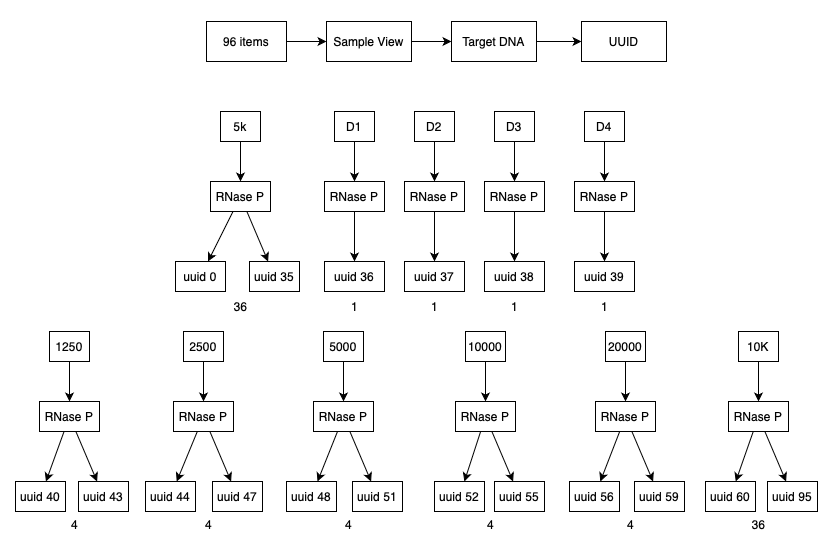 96 items Sample View Target DNA UUID
5k D1 D2 D3 D4
RNase P RNase P RNase P RNase P RNase P
uuid 0 uuid 35 uuid 36 uuid 37 uuid 38 uuid 39
36 1 1 1 1
1250 2500 5000 10000 20000 10K
RNase P RNase P RNase P RNase P RNase P RNase P
uuid 40 uuid 43 uuid 44 uuid 47 uuid 48 uuid 51 uuid 52 uuid 55 uuid 56 uuid 59 uuid 60 uuid 95
4 4 4 4 4 36